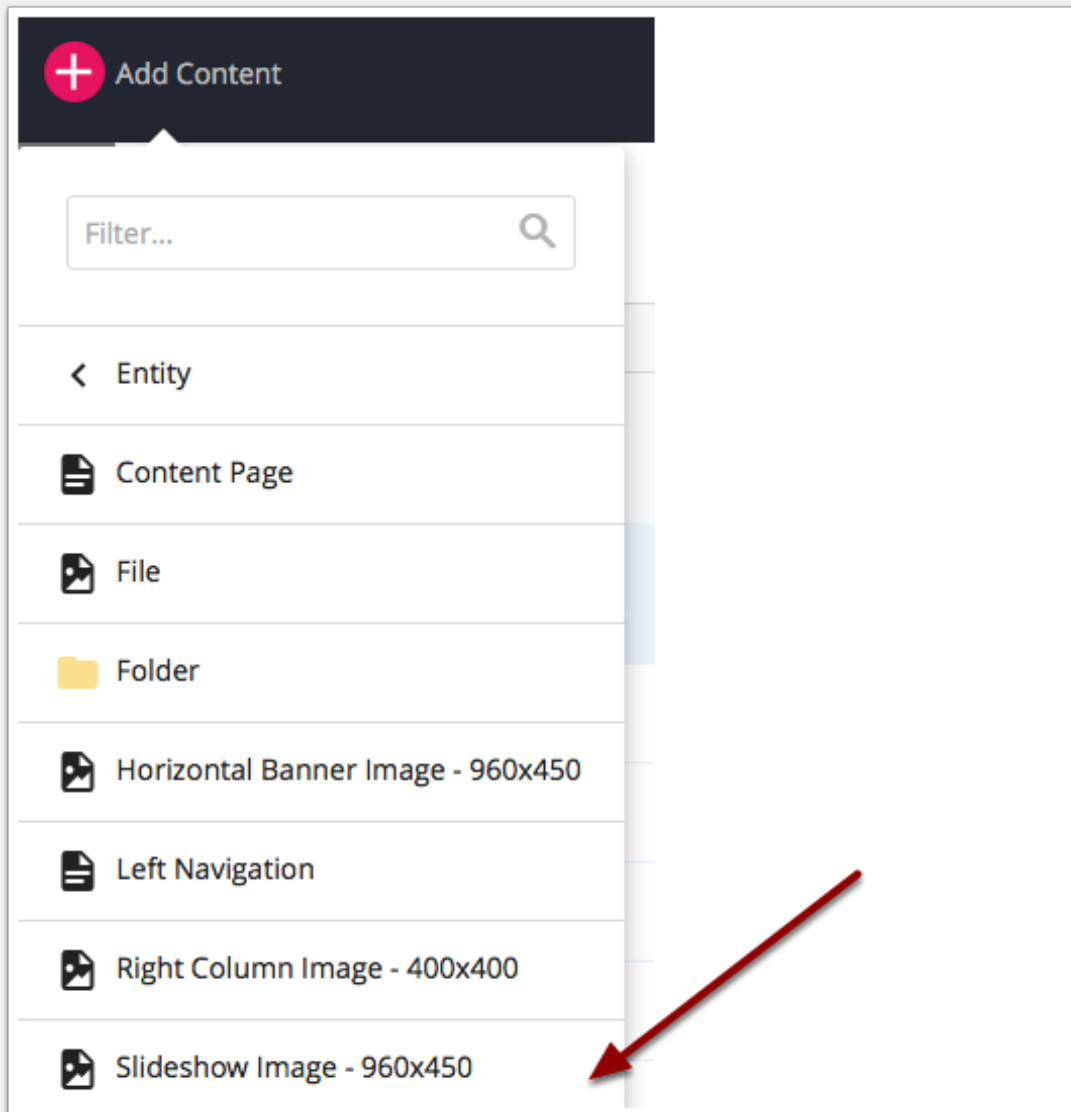 Add Content
Filter...
Entity
Content Page
File
Folder
Horizontal Banner Image - 960x450
Left Navigation
Right Column Image - 400x400
Slideshow Image - 960x450